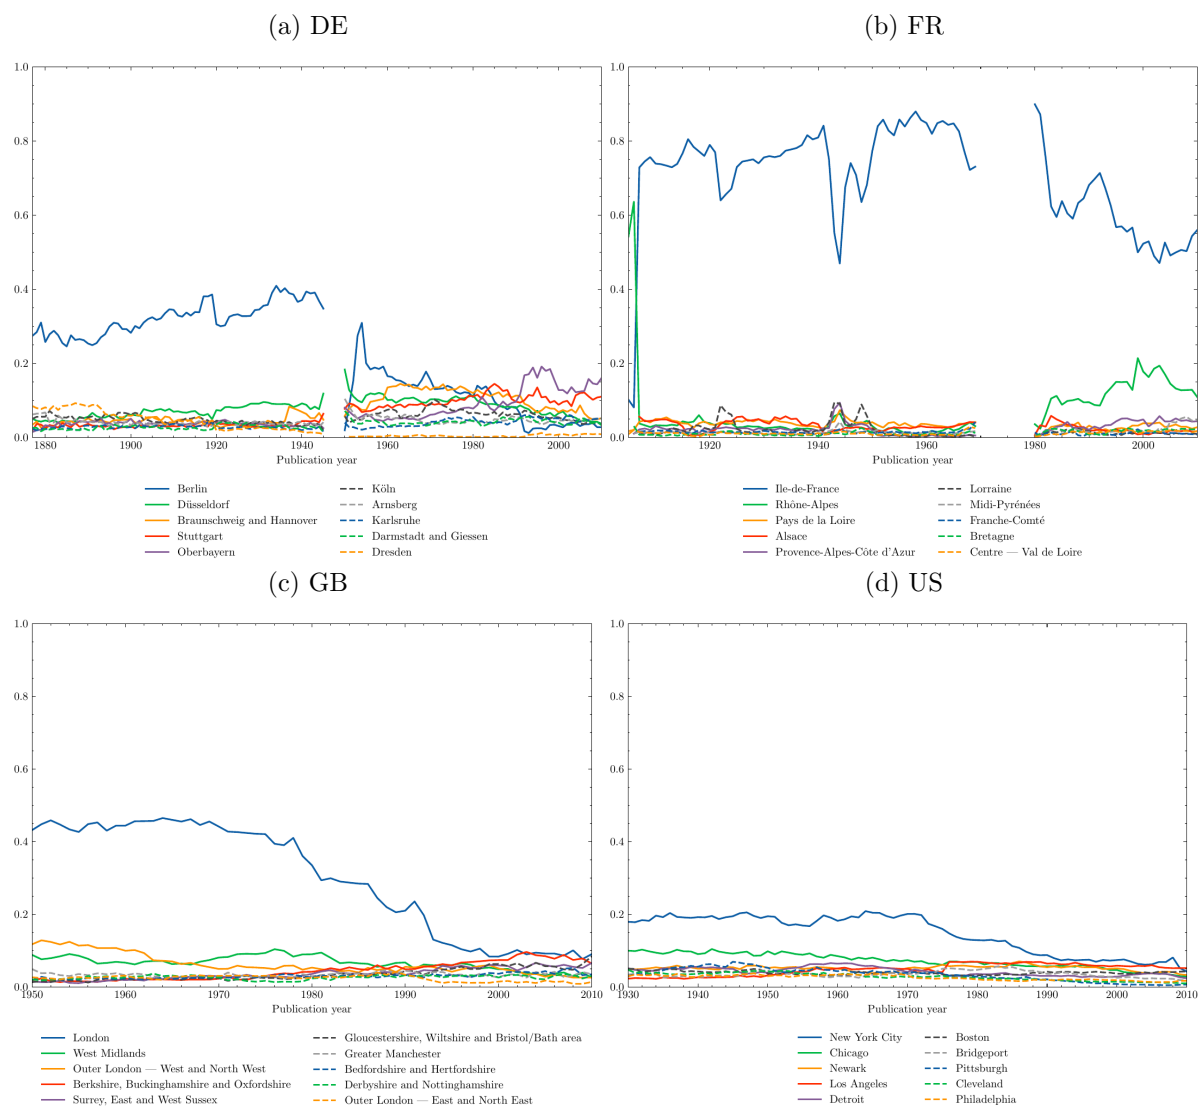 (a) DE
(b) FR
1.0
0.8
0.6
0.4
0.2
0.0
1880 1900 1920 1940 1960 1980 2000
Publication year
1.0
0.8
0.6
0.4
0.2
0.0
1920 1940 1960 1980 2000
Publication year
Berlin
Düsseldorf
Braunschweig and Hannover
Stuttgart
Oberbayern
Köln
Arnsberg
Karlsruhe
Darmstadt and Giessen
Dresden
Ile-de-France
Rhône-Alpes
Pays de la Loire
Alsace
Provence-Alpes-Côte d'Azur
Lorraine
Midi-Pyrénées
Franche-Comté
Bretagne
Centre — Val de Loire
(c) GB
(d) US
1.0
0.8
0.6
0.4
0.2
0.0
1950 1960 1970 1980 1990 2000 2010
Publication year
1.0
0.8
0.6
0.4
0.2
0.0
1930 1940 1950 1960 1970 1980 1990 2000 2010
Publication year
London
West Midlands
Outer London — West and North West
Berkshire, Buckinghamshire and Oxfordshire
Surrey, East and West Sussex
Gloucestershire, Wiltshire and Bristol/Bath area
Greater Manchester
Bedfordshire and Hertfordshire
Derbyshire and Nottinghamshire
Outer London — East and North East
New York City
Chicago
Newark
Los Angeles
Detroit
Boston
Bridgeport
Pittsburgh
Cleveland
Philadelphia